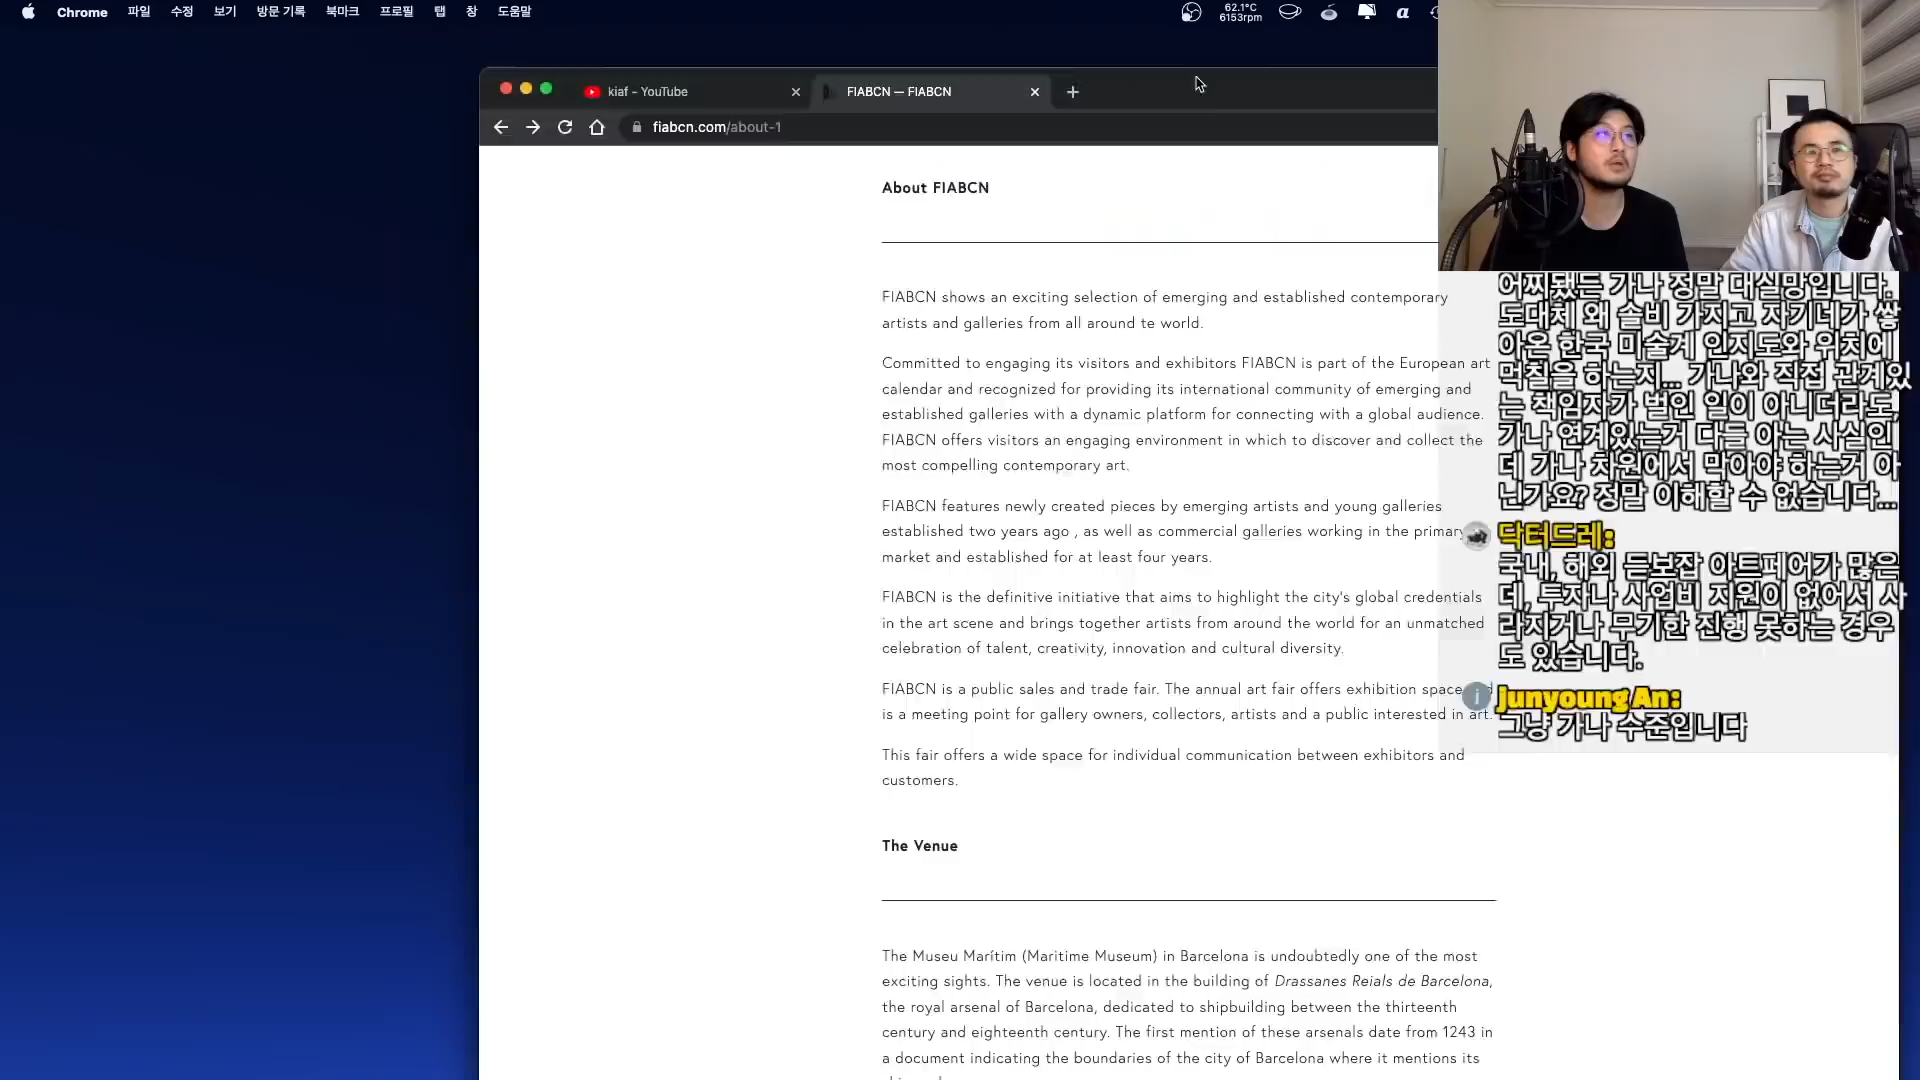 Chrome 파일 수정 보기 방문 기록 북마크 프로필 탭 창 도움말
62.1°C
6153rpm
kiaf - YouTube
FIABCN — FIABCN
fiabcn.com/about-1
About FIABCN
FIABCN shows an exciting selection of emerging and established contemporary
artists and galleries from all around te world.
Committed to engaging its visitors and exhibitors FIABCN is part of the European art
calendar and recognized for providing its international community of emerging and
established galleries with a dynamic platform for connecting with a global audience.
FIABCN offers visitors an engaging environment in which to discover and collect the
most compelling contemporary art.
FIABCN features newly created pieces by emerging artists and young galleries
established two years ago , as well as commercial galleries working in the primary
market and established for at least four years.
FIABCN is the definitive initiative that aims to highlight the city's global credentials
in the art scene and brings together artists from around the world for an unmatched
celebration of talent, creativity, innovation and cultural diversity.
FIABCN is a public sales and trade fair. The annual art fair offers exhibition space
is a meeting point for gallery owners, collectors, artists and a public interested in art.
This fair offers a wide space for individual communication between exhibitors and
customers.
The Venue
The Museu Marítim (Maritime Museum) in Barcelona is undoubtedly one of the most
exciting sights. The venue is located in the building of Drassanes Reials de Barcelona,
the royal arsenal of Barcelona, dedicated to shipbuilding between the thirteenth
century and eighteenth century. The first mention of these arsenals date from 1243 in
a document indicating the boundaries of the city of Barcelona where it mentions its
어찌됐든 가나 정말 대실망입니다.
도대체 왜 솔비 가지고 자기네가 쌓
아온 한국 미술계 인지도와 위치에
먹칠을 하는지... 가나와 직접 관계있
는 책임자가 벌인 일이 아니더라도,
가나 연계있는거 다들 아는 사실인
데 가나 차원에서 막아야 하는거 아
닌가요? 정말 이해할 수 없습니다...
닥터드레:
국내, 해외 듣보잡 아트페어가 많은
데, 투자나 사업비 지원이 없어서 사
라지거나 무기한 진행 못하는 경우
도 있습니다.
j
junyoung An:
그냥 가나 수준입니다